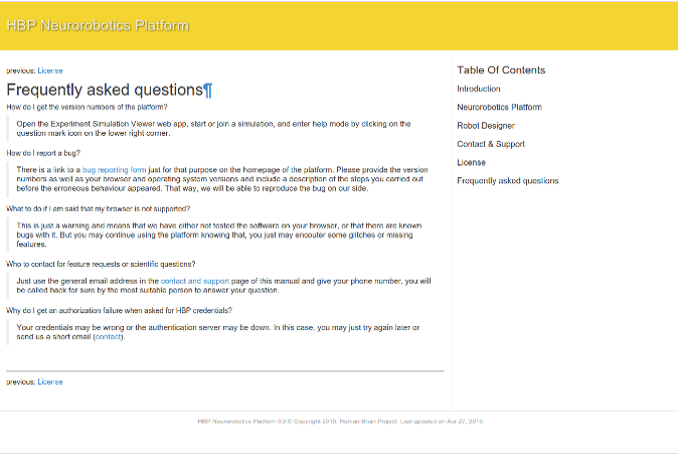 HBP Neurorobotics Platform
previous: License
Frequently asked questions¶
How do I get the version numbers of the platform?
Open the Experiment Simulation Viewer web app, start or join a simulation, and enter help mode by clicking on the
question mark icon on the lower right corner.
How do I report a bug?
There is a link to a bug reporting form just for that purpose on the homepage of the platform. Please provide the version
numbers as well as your browser and operating system versions and include a description of the steps you carried out
before the erroneous behaviour appeared. That way, we will be able to reproduce the bug on our side.
What to do if I am said that my browser is not supported?
This is just a warning and means that we have either not tested the software on your browser, or that there are known
bugs with it. But you may continue using the platform knowing that, you just may encouter some glitches or missing
features.
Who to contact for feature requests or scientific questions?
Just use the general email address in the contact and support page of this manual and give your phone number, you will
be called back for sure by the most suitable person to answer your question.
Why do I get an authorization failure when asked for HBP credentials?
Your credentials may be wrong or the authentication server may be down. In this case, you may just try again later or
send us a short email (contact).
previous: License
Table Of Contents
Introduction
Neurorobotics Platform
Robot Designer
Contact & Support
License
Frequently asked questions
HBP Neurorobotics Platform 0.9 © Copyright 2015, Human Brain Project. Last updated on Apr 27, 2016.